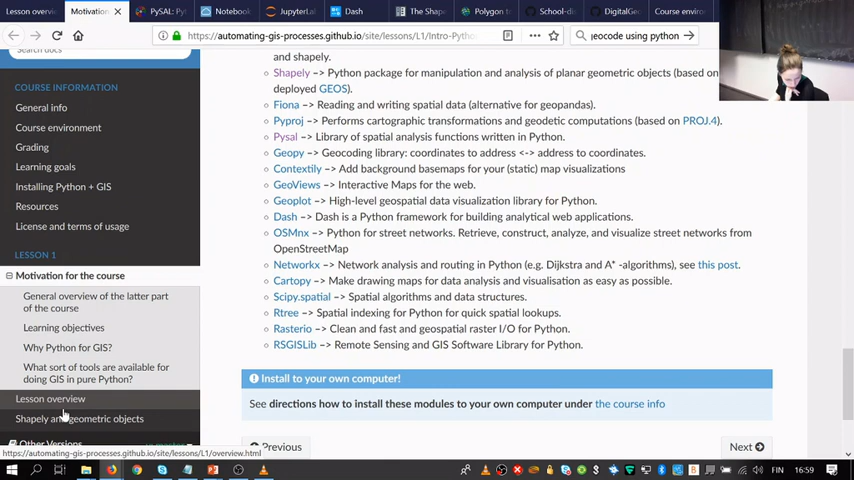 Lesson overvi
Motivation for t
PySAL: Pyt
Notebook
JupyterLab:
Dash
The Shape
Polygon to
School-dis
DigitalGeo
Course environ
https://automating-gis-processes.github.io/site/lessons/L1/Intro-Pyth
eocode using python
Search docs
COURSE INFORMATION
General info
Course environment
Grading
Learning goals
Installing Python + GIS
Resources
License and terms of usage
LESSON 1
Motivation for the course
General overview of the latter part
of the course
Learning objectives
Why Python for GIS?
What sort of tools are available for
doing GIS in pure Python?
Lesson overview
Shapely and geometric objects
Other Versions
and shapely.
Shapely –> Python package for manipulation and analysis of planar geometric objects (based on
deployed GEOS).
Fiona –> Reading and writing spatial data (alternative for geopandas).
Pyproj –> Performs cartographic transformations and geodetic computations (based on PROJ.4).
Pysal –> Library of spatial analysis functions written in Python.
Geopy –> Geocoding library: coordinates to address <-> address to coordinates.
Contextily –> Add background basemaps for your (static) map visualizations
GeoViews –> Interactive Maps for the web.
Geoplot –> High-level geospatial data visualization library for Python.
Dash –> Dash is a Python framework for building analytical web applications.
OSMnx –> Python for street networks. Retrieve, construct, analyze, and visualize street networks from
OpenStreetMap
Networkx –> Network analysis and routing in Python (e.g. Dijkstra and A* -algorithms), see this post.
Cartopy –> Make drawing maps for data analysis and visualisation as easy as possible.
Scipy.spatial –> Spatial algorithms and data structures.
Rtree –> Spatial indexing for Python for quick spatial lookups.
Rasterio –> Clean and fast and geospatial raster I/O for Python.
RSGISLib –> Remote Sensing and GIS Software Library for Python.
Install to your own computer!
See directions how to install these modules to your own computer under the course info
Previous
Next
https://automating-gis-processes.github.io/site/lessons/L1/overview.html
FIN
16:59